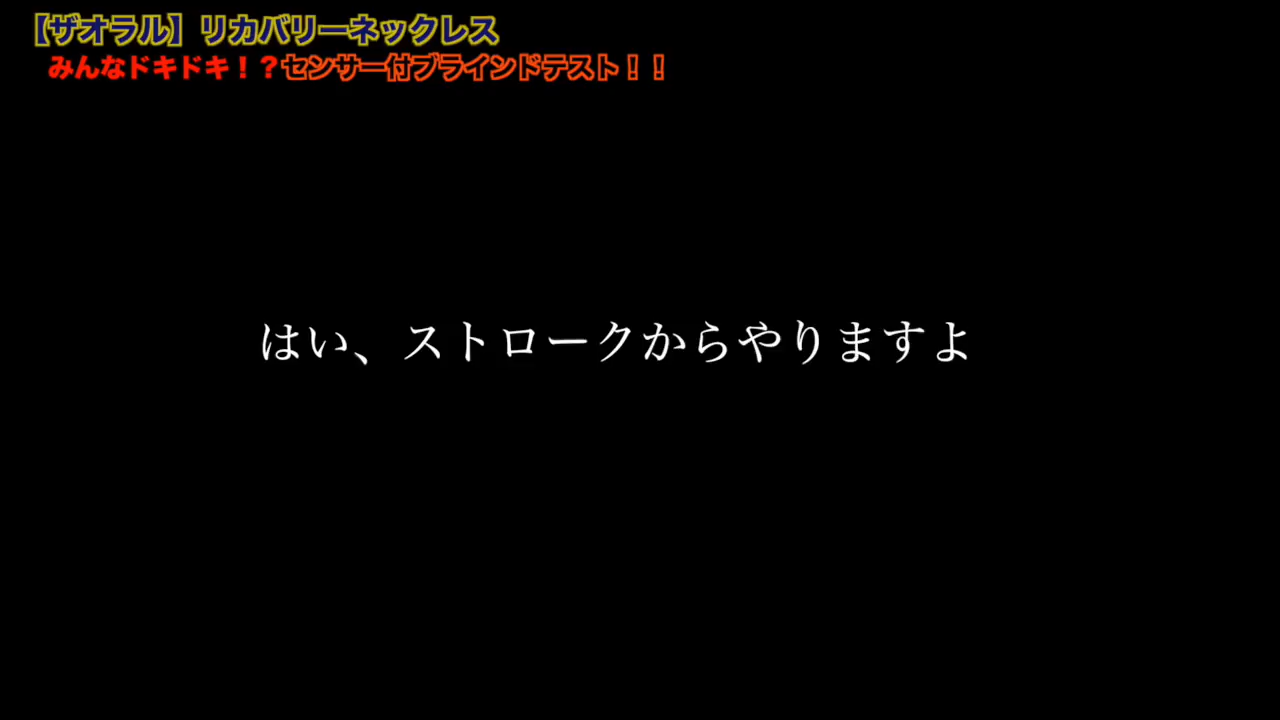 【ザオラル】リカバリーネックレス
みんなドキドキ！？センサー付ブラインドテスト！！
はい、ストロークからやりますよ